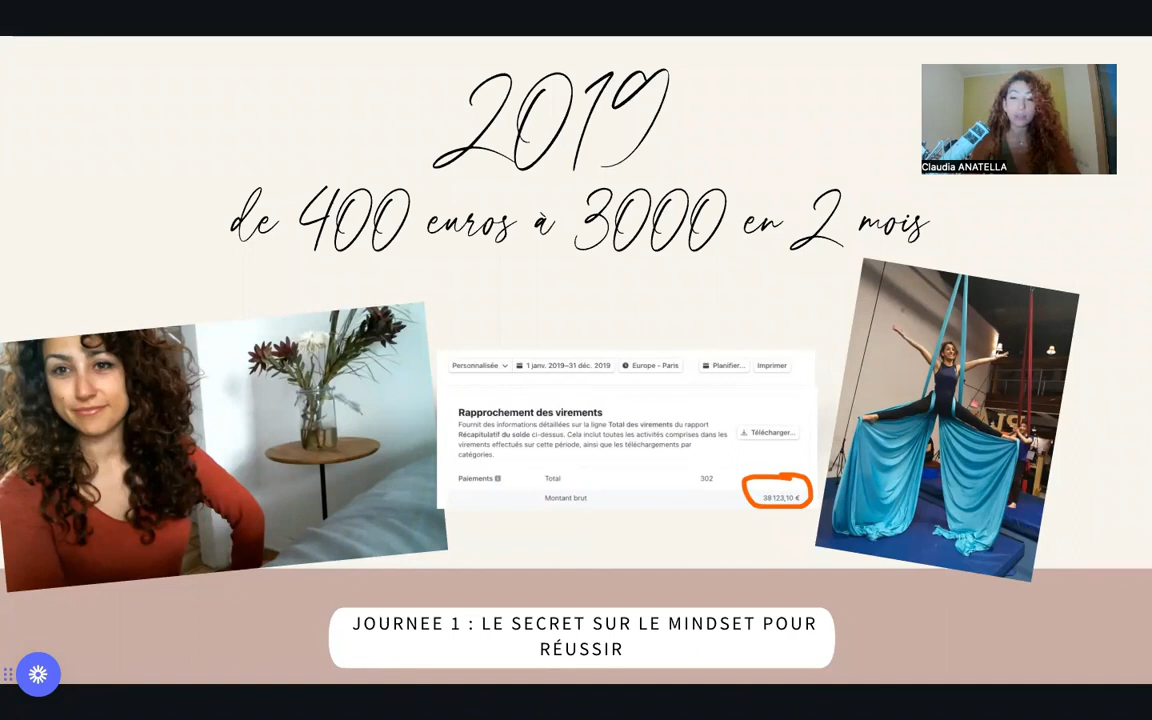 2019
de 400 euros à 3000 en 2 mois
Claudia ANATELLA
Personnalisée 1 janv. 2019–31 déc. 2019 Europe – Paris Planifier... Imprimer
Rapprochement des virements
Fournit des informations détaillées sur la ligne Total des virements du rapport
Récapitulatif du solde ci-dessus. Cela inclut toutes les activités comprises dans les
virements effectués sur cette période, ainsi que les téléchargements par
catégories.
Télécharger...
Paiements Total 302
Montant brut 38 123,10 €
JOURNEE 1 : LE SECRET SUR LE MINDSET POUR
RÉUSSIR